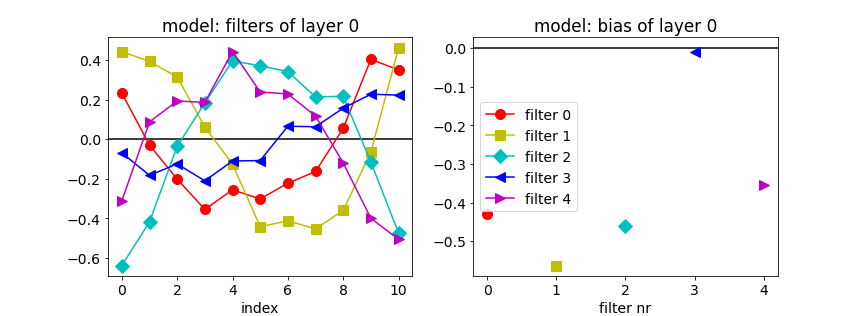 model: filters of layer 0
0.4
0.2
0.0
−0.2
−0.4
−0.6
0 2 4 6 8 10
index
model: bias of layer 0
0.0
−0.1
−0.2
−0.3
−0.4
−0.5
filter 0
filter 1
filter 2
filter 3
filter 4
0 1 2 3 4
filter nr